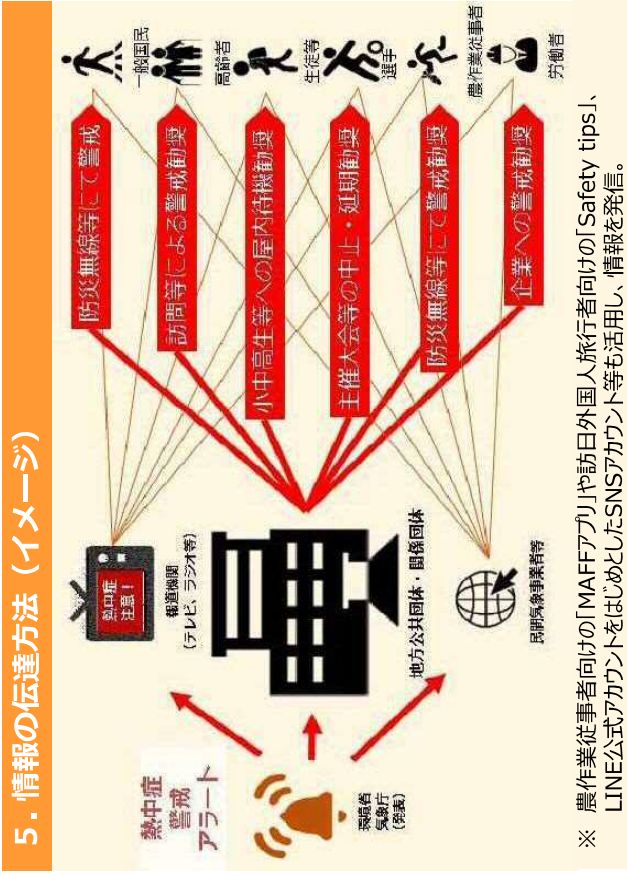 5．情報の伝達方法（イメージ）
熱中症
警戒
アラート
環境省
気象庁
（発表）
熱中症
注意！
報道機関
（テレビ、ラジオ等）
地方公共団体・関係団体
民間気象事業者等
防災無線等にて警戒
訪問等による警戒勧奨
小中高生等への屋内待機勧奨
主催大会等の中止・延期勧奨
防災無線等にて警戒勧奨
企業への警戒勧奨
一般国民
高齢者
生徒等
選手
農作業従事者
労働者
※ 農作業従事者向けの「MAFFアプリ」や訪日外国人旅行者向けの「Safety tips」、
LINE公式アカウントをはじめとしたSNSアカウント等も活用し、情報を発信。